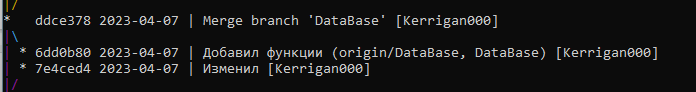 |/
*   ddce378 2023-04-07 | Merge branch 'DataBase' [Kerrigan000]
|\
| * 6dd0b80 2023-04-07 | Добавил функции (origin/DataBase, DataBase) [Kerrigan000]
| * 7e4ced4 2023-04-07 | Изменил [Kerrigan000]
|/